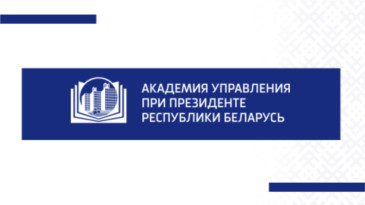 АКАДЕМИЯ УПРАВЛЕНИЯ
ПРИ ПРЕЗИДЕНТЕ
РЕСПУБЛИКИ БЕЛАРУСЬ